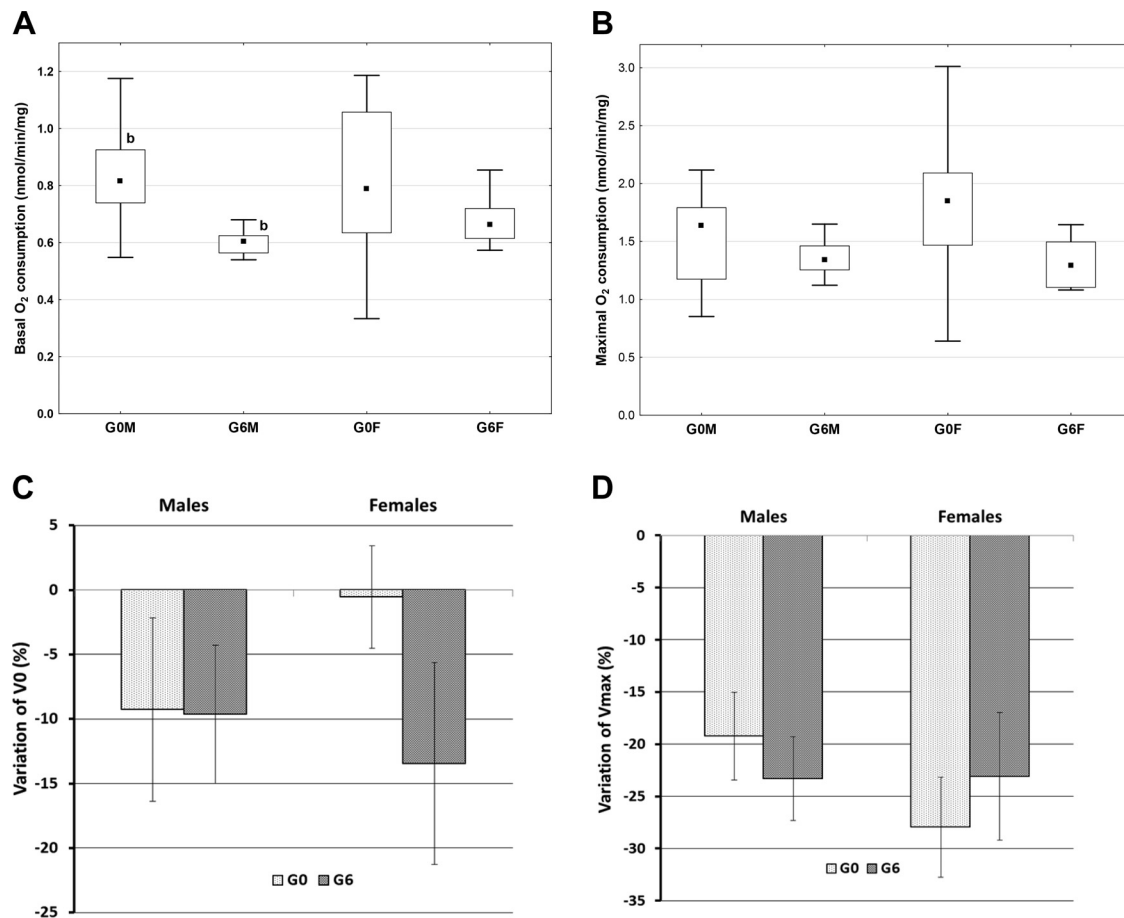 A
Basal O2 consumption (nmol/min/mg)
1.2
1.0
0.8
0.6
0.4
0.2
0.0
b
b
G0M G6M G0F G6F
B
Maximal O2 consumption (nmol/min/mg)
3.0
2.5
2.0
1.5
1.0
0.5
0.0
G0M G6M G0F G6F
C
Males Females
Variation of V0 (%)
5
0
-5
-10
-15
-20
-25
G0 G6
D
Males Females
Variation of Vmax (%)
0
-5
-10
-15
-20
-25
-30
-35
G0 G6